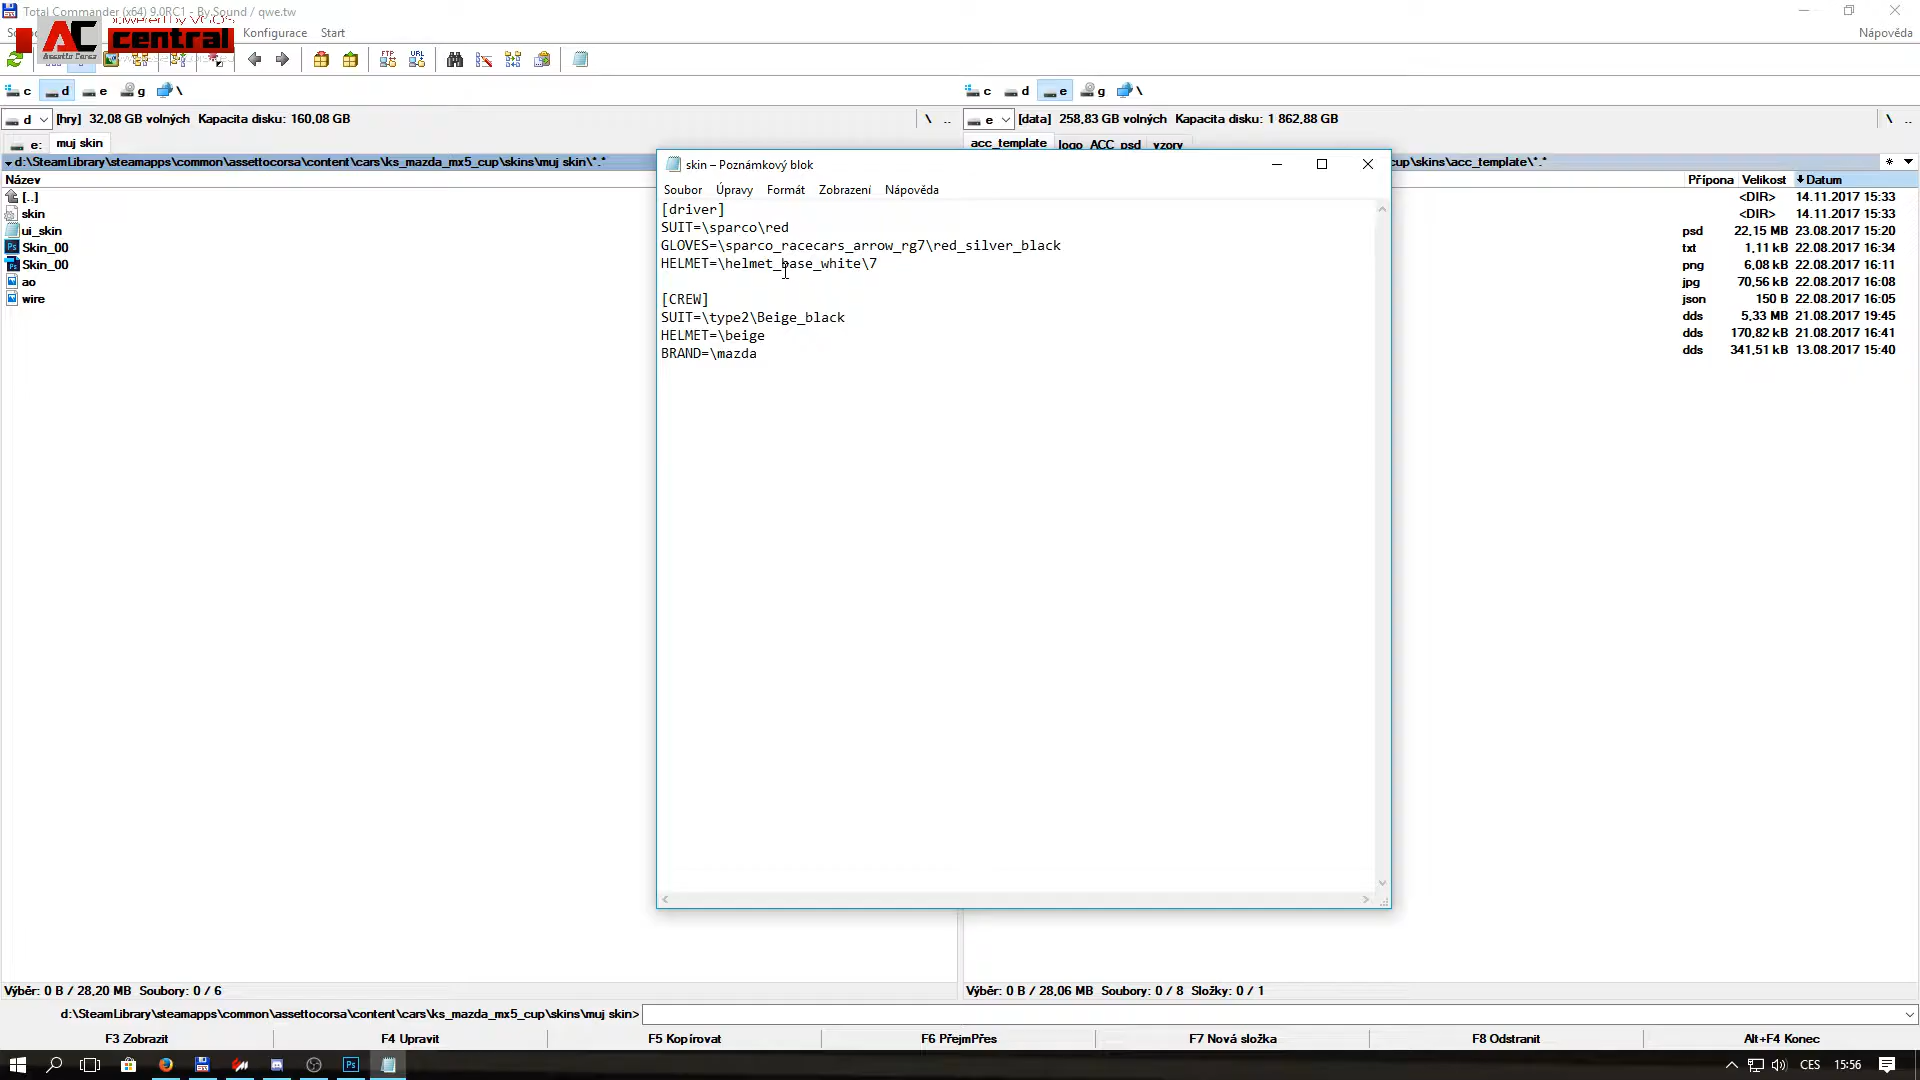 Total Commander (x64) 9.0RC1 - By.Sound / qwe.tw
powered by VGOS
AC central
Assetto Corsa
Konfigurace Start
Nápověda
FTP URL
c d e g \
c d e g \
d [hry] 32,08 GB volných Kapacita disku: 160,08 GB \ ..
e [data] 258,83 GB volných Kapacita disku: 1 862,88 GB \ ..
e: muj skin
acc_template logo ACC psd vzory
d:\SteamLibrary\steamapps\common\assettocorsa\content\cars\ks_mazda_mx5_cup\skins\muj skin\*.*
cup\skins\acc_template\*.* *
Název
Přípona Velikost Datum
[..]
skin
ui_skin
Skin_00
Skin_00
ao
wire
<DIR> 14.11.2017 15:33
<DIR> 14.11.2017 15:33
psd 22,15 MB 23.08.2017 15:20
txt 1,11 kB 22.08.2017 16:34
png 6,08 kB 22.08.2017 16:11
jpg 70,56 kB 22.08.2017 16:08
json 150 B 22.08.2017 16:05
dds 5,33 MB 21.08.2017 19:45
dds 170,82 kB 21.08.2017 16:41
dds 341,51 kB 13.08.2017 15:40
skin – Poznámkový blok
Soubor Úpravy Formát Zobrazení Nápověda
[driver]
SUIT=\sparco\red
GLOVES=\sparco_racecars_arrow_rg7\red_silver_black
HELMET=\helmet_base_white\7
[CREW]
SUIT=\type2\Beige_black
HELMET=\beige
BRAND=\mazda
Výběr: 0 B / 28,20 MB Soubory: 0 / 6
Výběr: 0 B / 28,06 MB Soubory: 0 / 8 Složky: 0 / 1
d:\SteamLibrary\steamapps\common\assettocorsa\content\cars\ks_mazda_mx5_cup\skins\muj skin>
F3 Zobrazit F4 Upravit F5 Kopírovat F6 PřejmPřes F7 Nová složka F8 Odstranit Alt+F4 Konec
Ps
CES 15:56